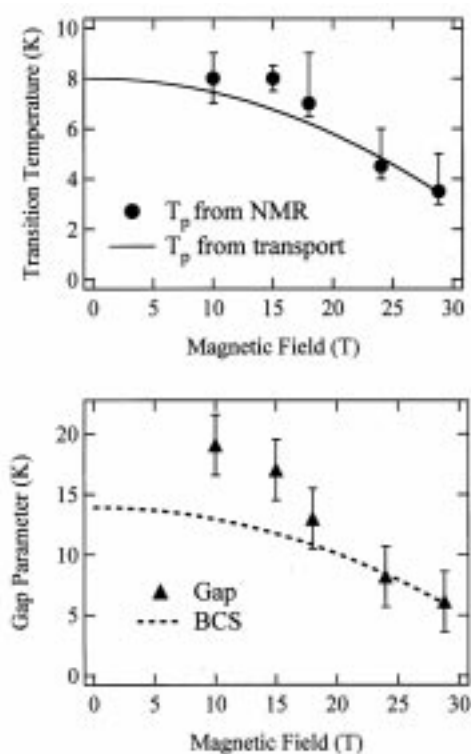 Transition Temperature (K)
10
8
6
4
2
0
T_p from NMR
T_p from transport
0 5 10 15 20 25 30
Magnetic Field (T)
Gap Parameter (K)
20
15
10
5
0
Gap
BCS
0 5 10 15 20 25 30
Magnetic Field (T)